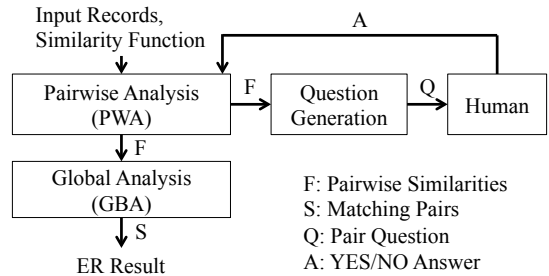 Input Records,
Similarity Function
A
Pairwise Analysis
(PWA)
F
Question
Generation
Q
Human
F
Global Analysis
(GBA)
S
ER Result
F: Pairwise Similarities
S: Matching Pairs
Q: Pair Question
A: YES/NO Answer